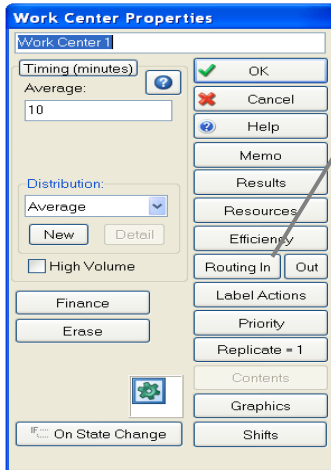 Work Center Properties
Work Center 1
Timing (minutes)
Average:
10
Distribution:
Average
New Detail
High Volume
Finance
Erase
IF On State Change
OK
Cancel
Help
Memo
Results
Resources
Efficiency
Routing In Out
Label Actions
Priority
Replicate = 1
Contents
Graphics
Shifts